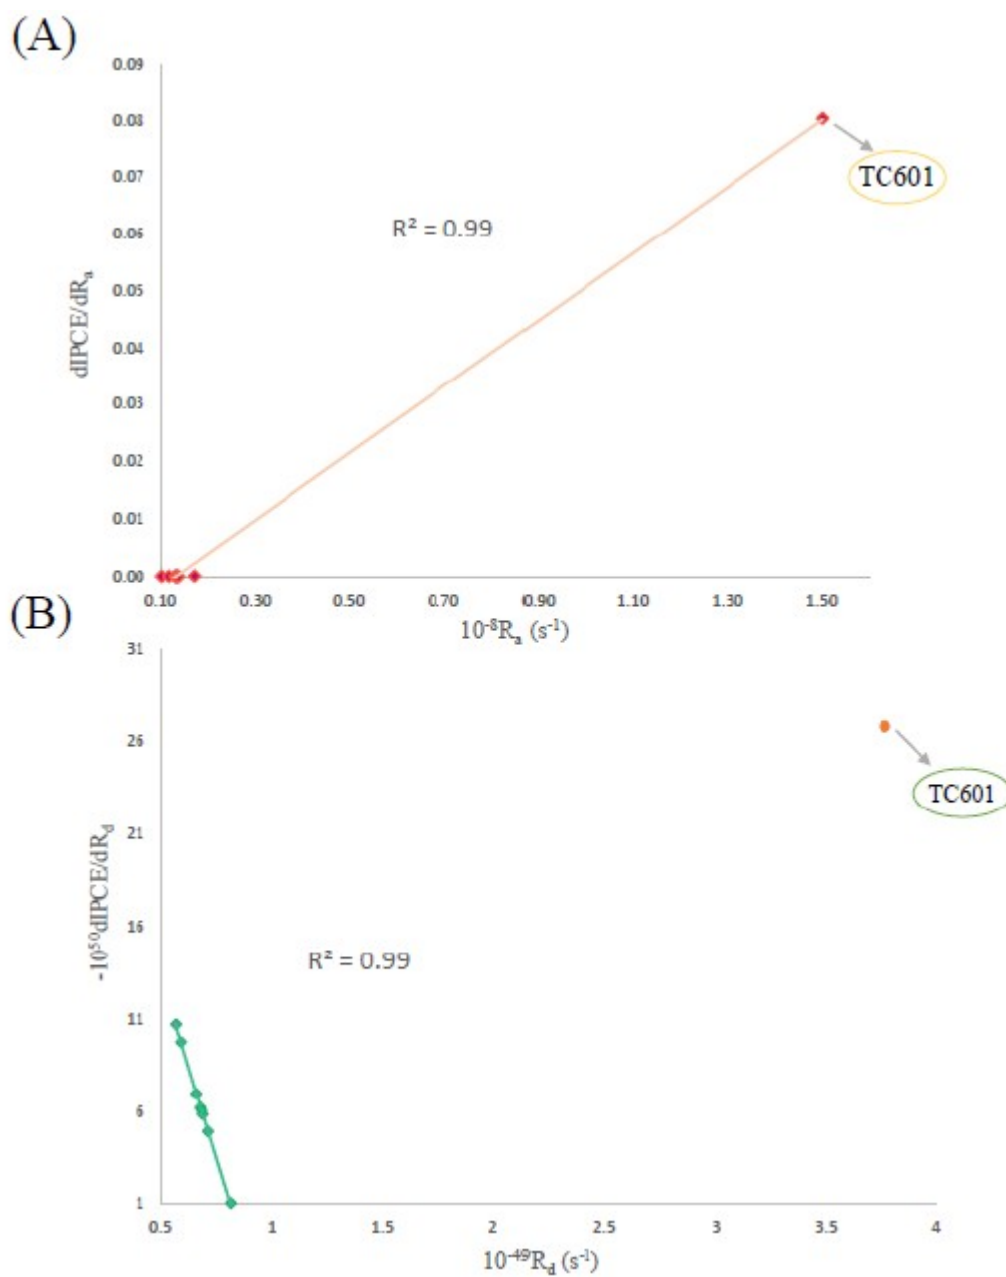 (A)
0.09
0.08
0.07
0.06
0.05
0.04
0.03
0.02
0.01
0.00
dIPCE/dRₐ
R² = 0.99
TC601
0.10 0.30 0.50 0.70 0.90 1.10 1.30 1.50
10⁻⁸Rₐ (s⁻¹)
(B)
31
26
21
16
11
6
1
-10⁵⁰dIPCE/dR_d
R² = 0.99
TC601
0.5 1 1.5 2 2.5 3 3.5 4
10⁻⁴⁹R_d (s⁻¹)